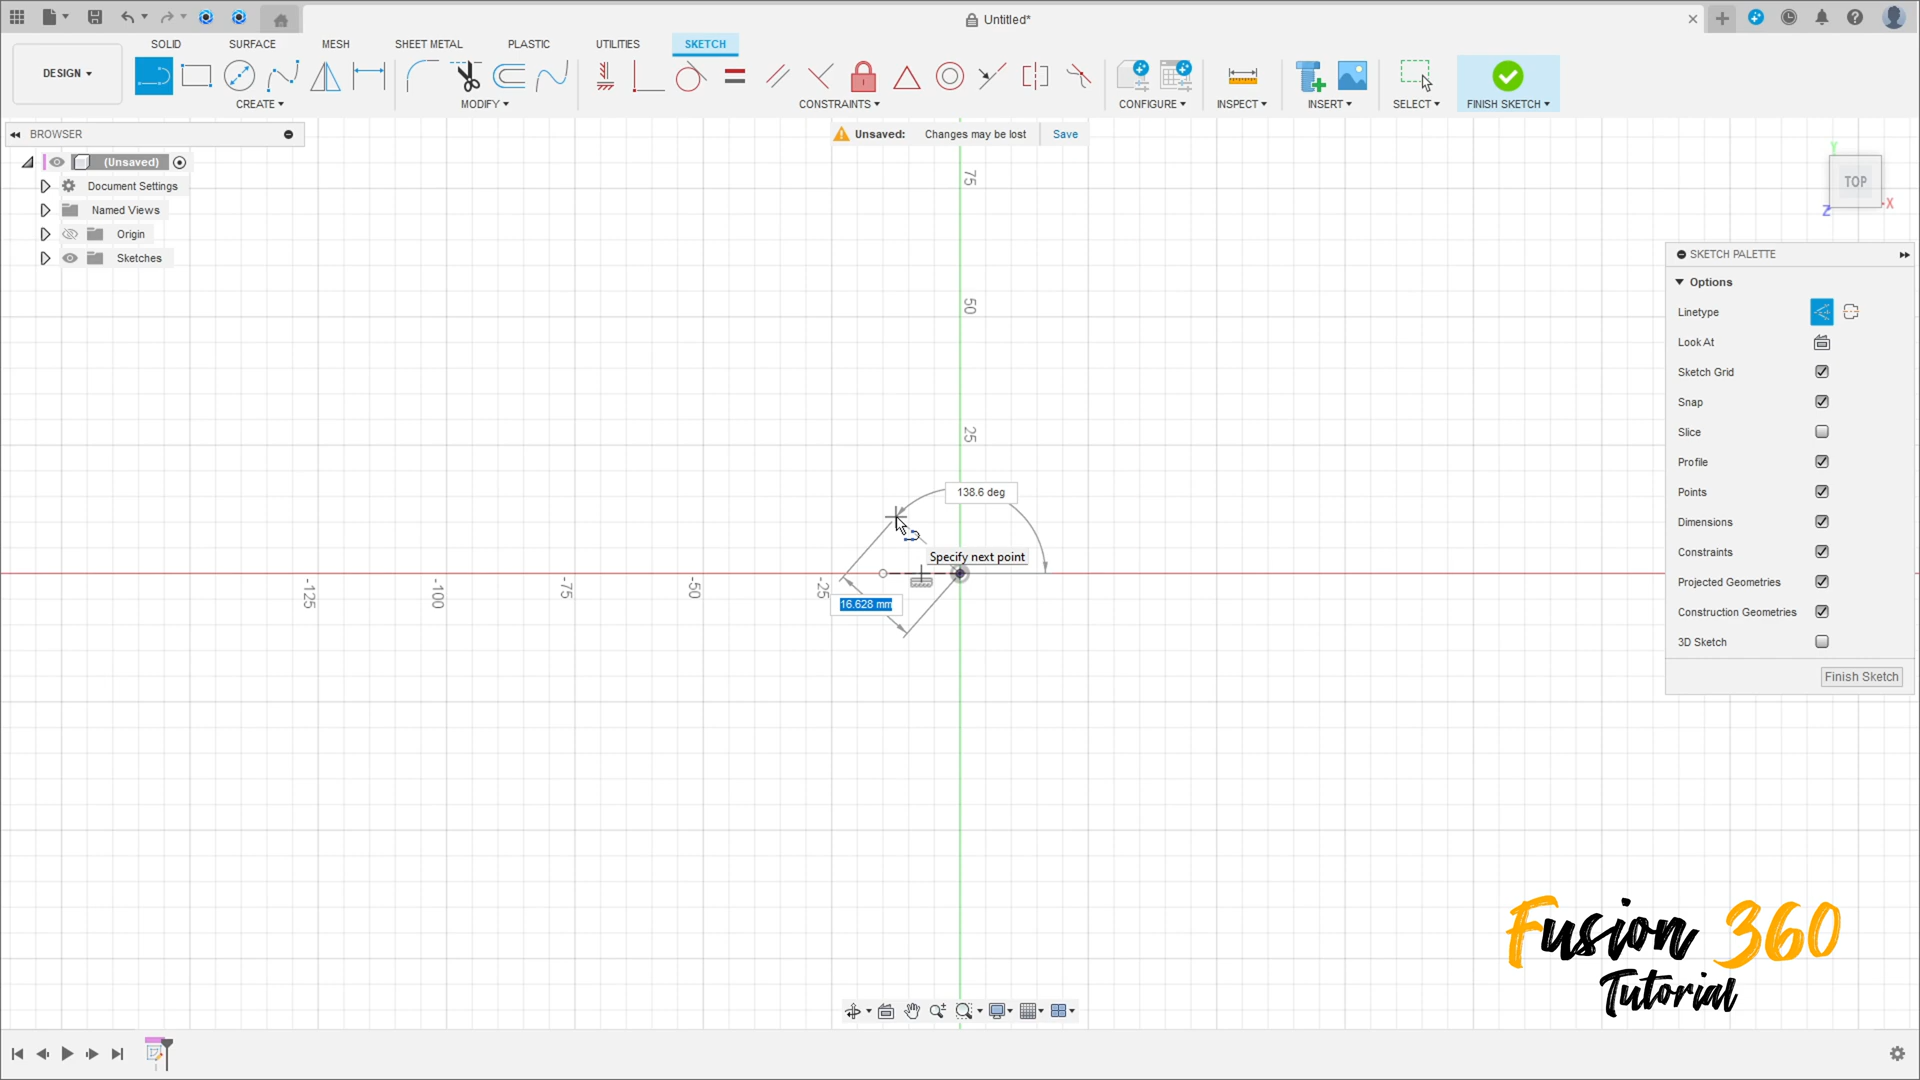 Untitled*
SOLID SURFACE MESH SHEET METAL PLASTIC UTILITIES SKETCH
DESIGN
CREATE MODIFY CONSTRAINTS CONFIGURE INSPECT INSERT SELECT FINISH SKETCH
BROWSER
Unsaved: Changes may be lost Save
(Unsaved)
Document Settings
Named Views
Origin
Sketches
TOP
Y
X
Z
75
50
25
-25
-50
-75
-100
-125
138.6 deg
Specify next point
16.628 mm
SKETCH PALETTE
Options
Linetype
Look At
Sketch Grid
Snap
Slice
Profile
Points
Dimensions
Constraints
Projected Geometries
Construction Geometries
3D Sketch
Finish Sketch
Fusion 360
Tutorial